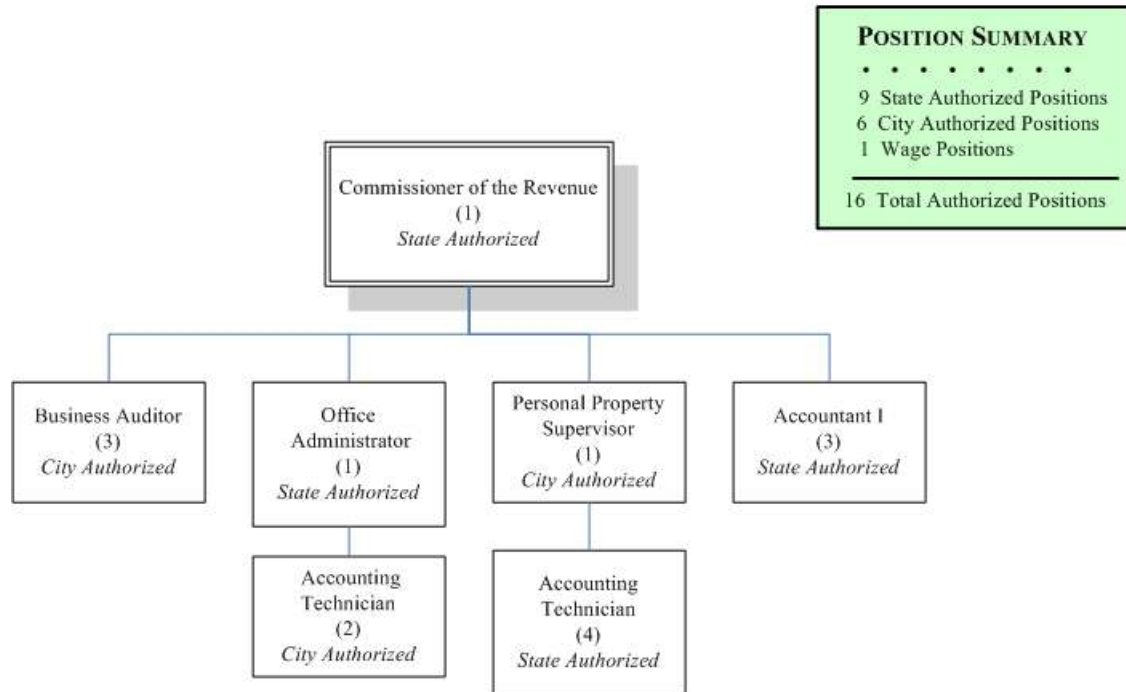 POSITION SUMMARY
• • • • • • • •
9 State Authorized Positions
6 City Authorized Positions
1 Wage Positions
16 Total Authorized Positions
Commissioner of the Revenue
(1)
State Authorized
Business Auditor
(3)
City Authorized
Office
Administrator
(1)
State Authorized
Personal Property
Supervisor
(1)
City Authorized
Accountant I
(3)
State Authorized
Accounting
Technician
(2)
City Authorized
Accounting
Technician
(4)
State Authorized